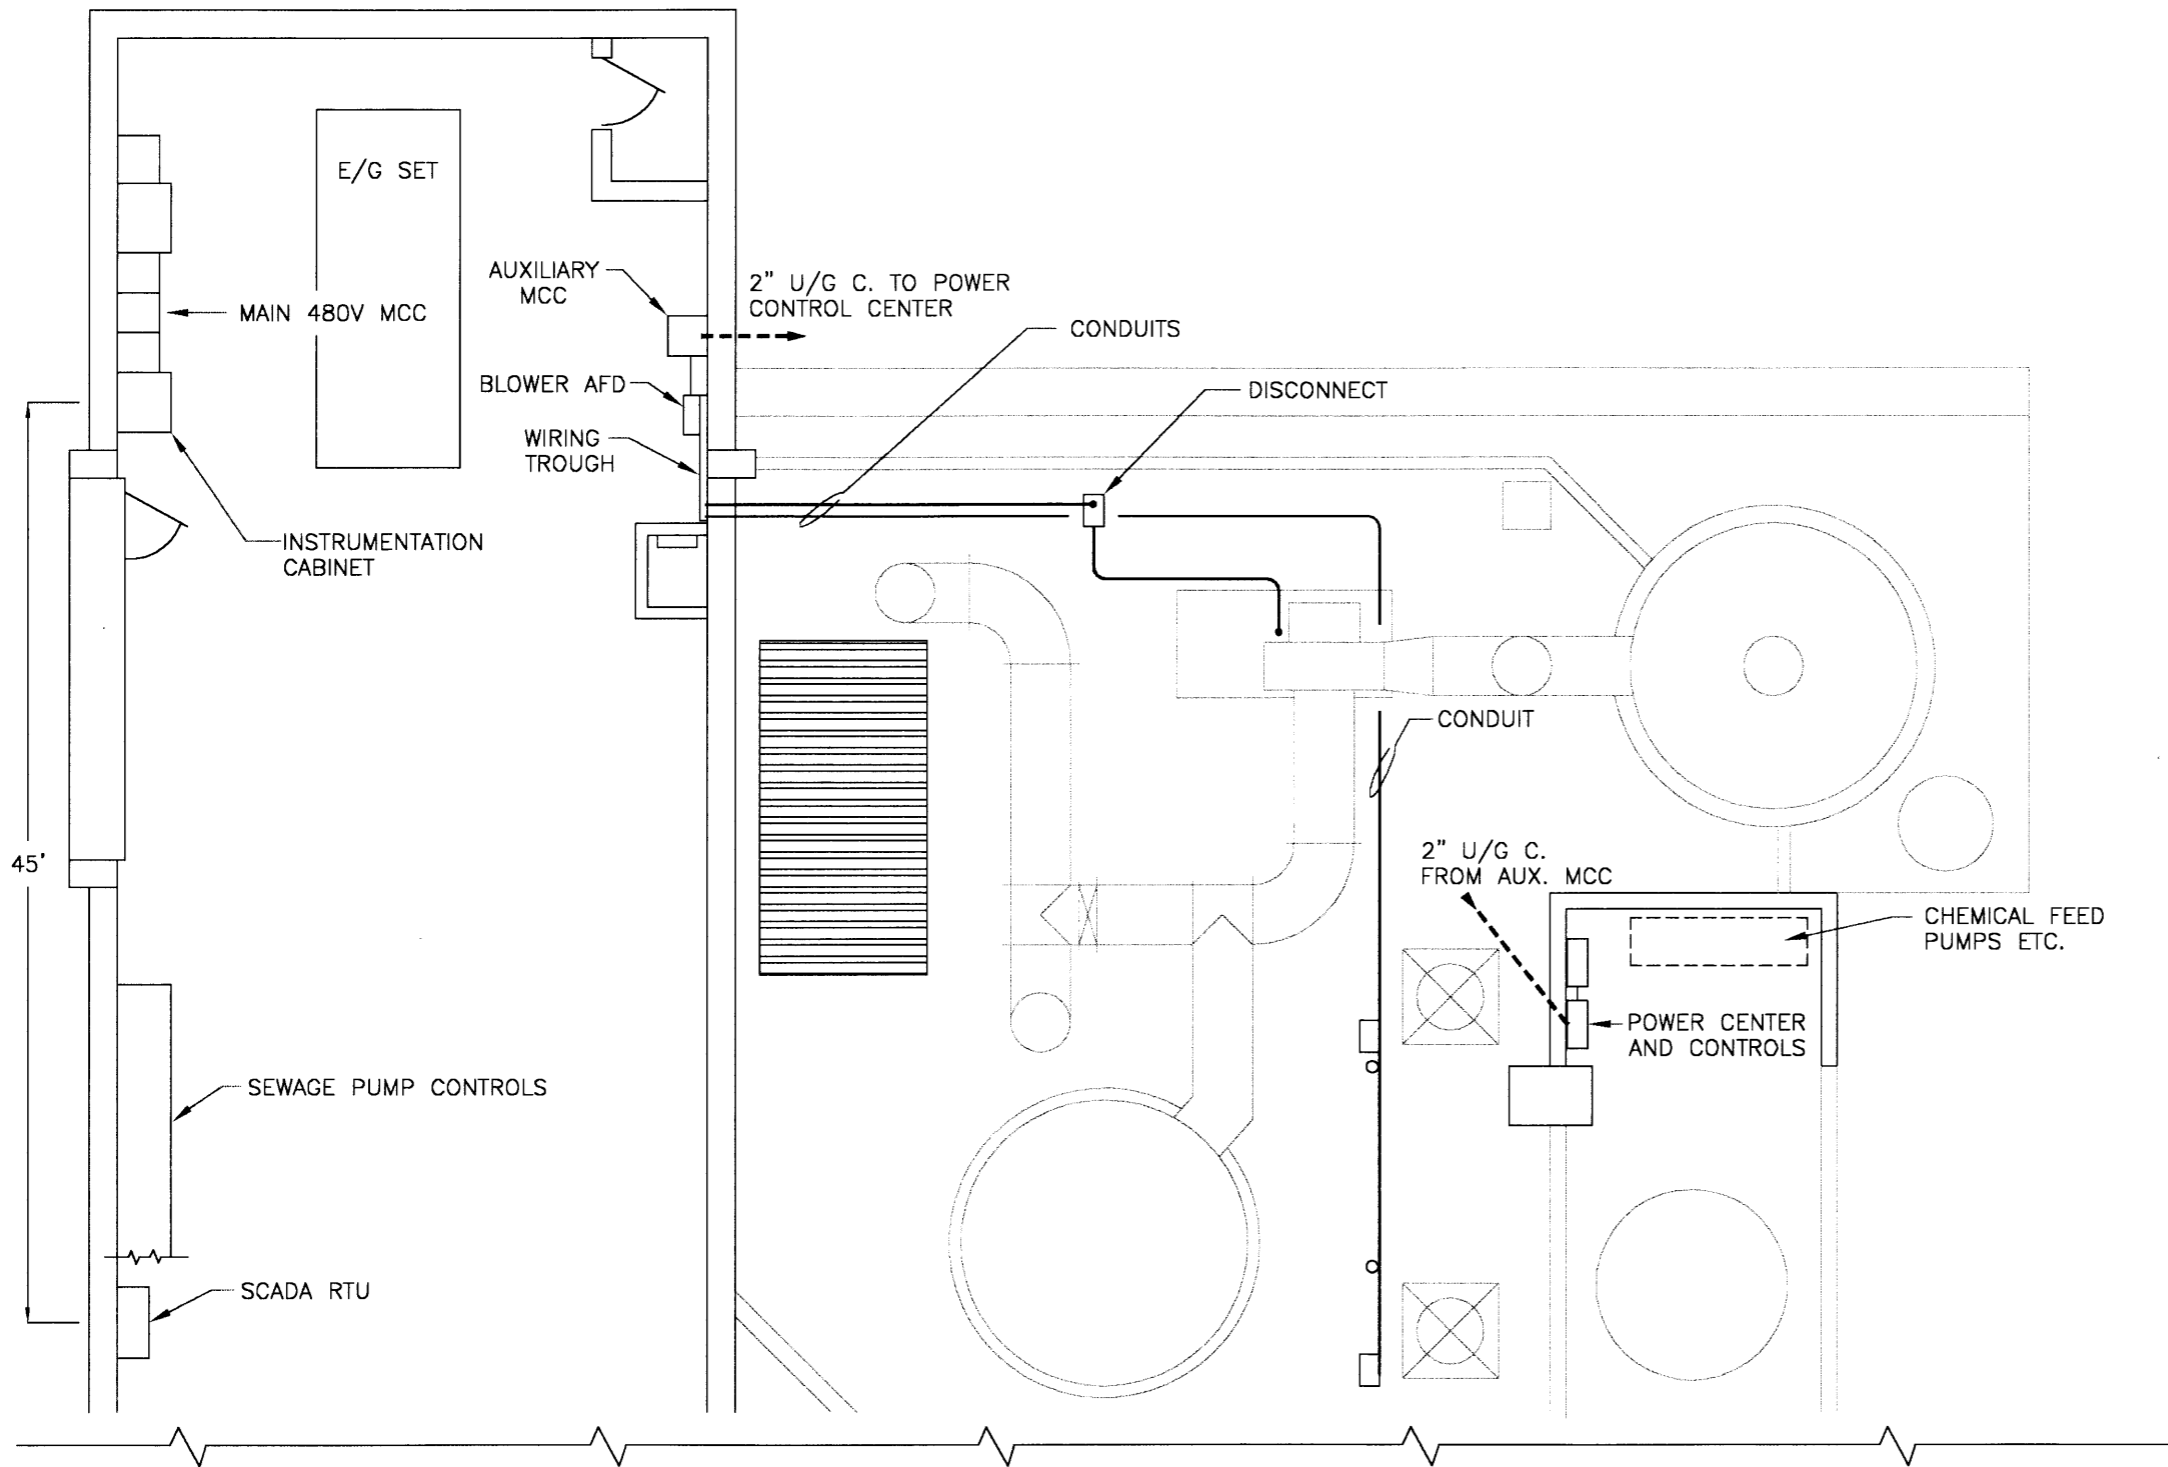 E/G SET
AUXILIARY
MCC
2" U/G C. TO POWER
CONTROL CENTER
MAIN 480V MCC
CONDUITS
BLOWER AFD
DISCONNECT
WIRING
TROUGH
INSTRUMENTATION
CABINET
CONDUIT
45'
2" U/G C.
FROM AUX. MCC
CHEMICAL FEED
PUMPS ETC.
POWER CENTER
AND CONTROLS
SEWAGE PUMP CONTROLS
SCADA RTU